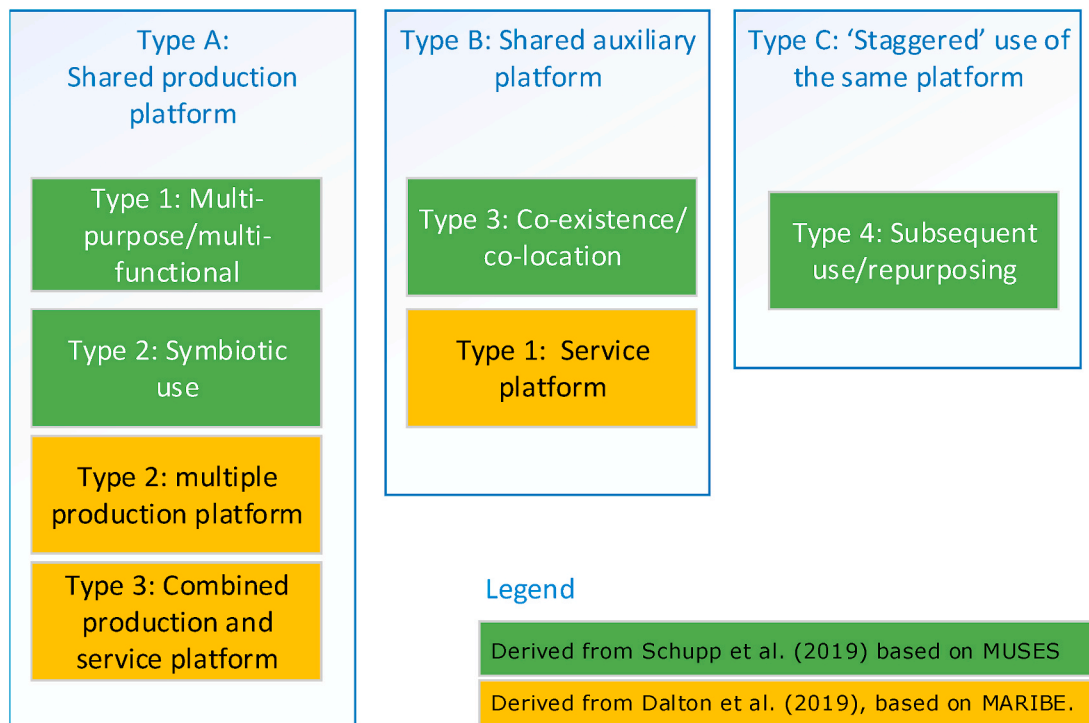 Type A:
Shared production
platform
Type 1: Multi-
purpose/multi-
functional
Type 2: Symbiotic
use
Type 2: multiple
production platform
Type 3: Combined
production and
service platform
Type B: Shared auxiliary
platform
Type 3: Co-existence/
co-location
Type 1:  Service
platform
Type C: ‘Staggered’ use of
the same platform
Type 4: Subsequent
use/repurposing
Legend
Derived from Schupp et al. (2019) based on MUSES
Derived from Dalton et al. (2019), based on MARIBE.